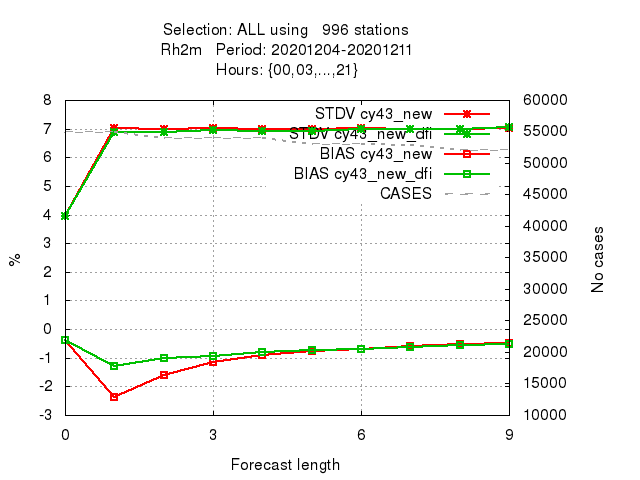 Selection: ALL using 996 stations
Rh2m Period: 20201204-20201211
Hours: {00,03,...,21}
8 60000
STDV cy43_new
7 55000
STDV cy43_new_dfi
BIAS cy43_new
6 50000
BIAS cy43_new_dfi
CASES
5 45000
4 40000
3 35000
2 30000
1 25000
0 20000
-1 15000
-2
-3 10000
%
No cases
0 3 6 9
Forecast length